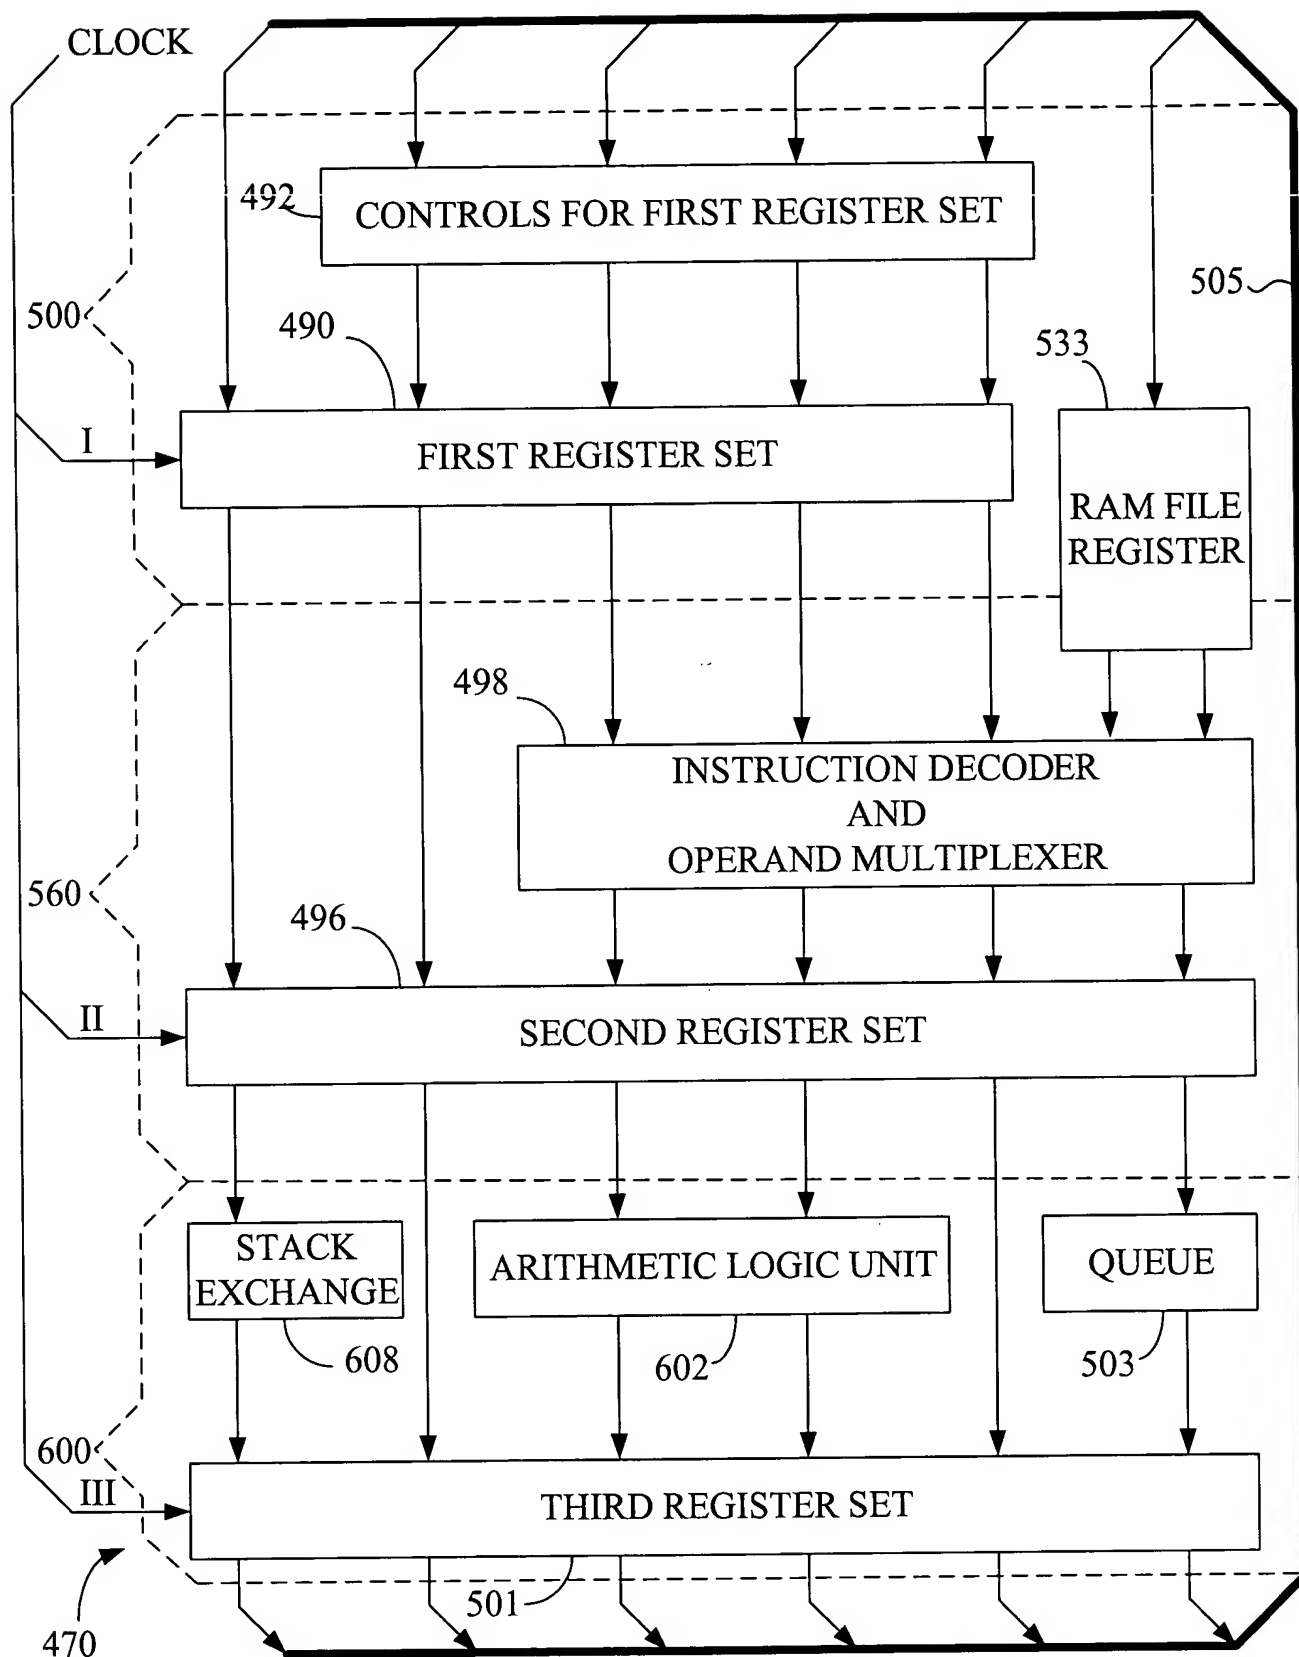 CLOCK
492
CONTROLS FOR FIRST REGISTER SET
505
500
490
533
I
FIRST REGISTER SET
RAM FILE
REGISTER
498
INSTRUCTION DECODER
AND
OPERAND MULTIPLEXER
560
496
II
SECOND REGISTER SET
STACK
EXCHANGE
ARITHMETIC LOGIC UNIT
QUEUE
608
602
503
600
III
THIRD REGISTER SET
501
470